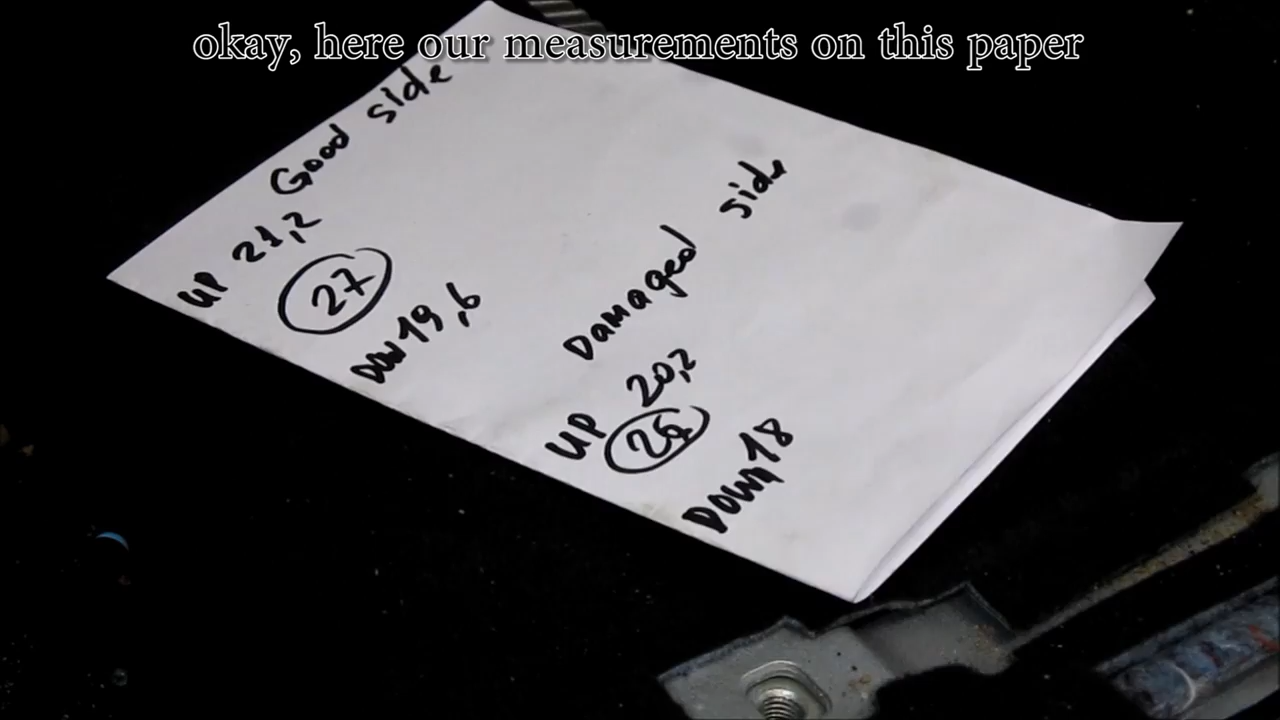 okay, here our measurements on this paper
Good side
UP 21,2
27
DOW 19,6
Damaged side
UP 20,2
Down 18